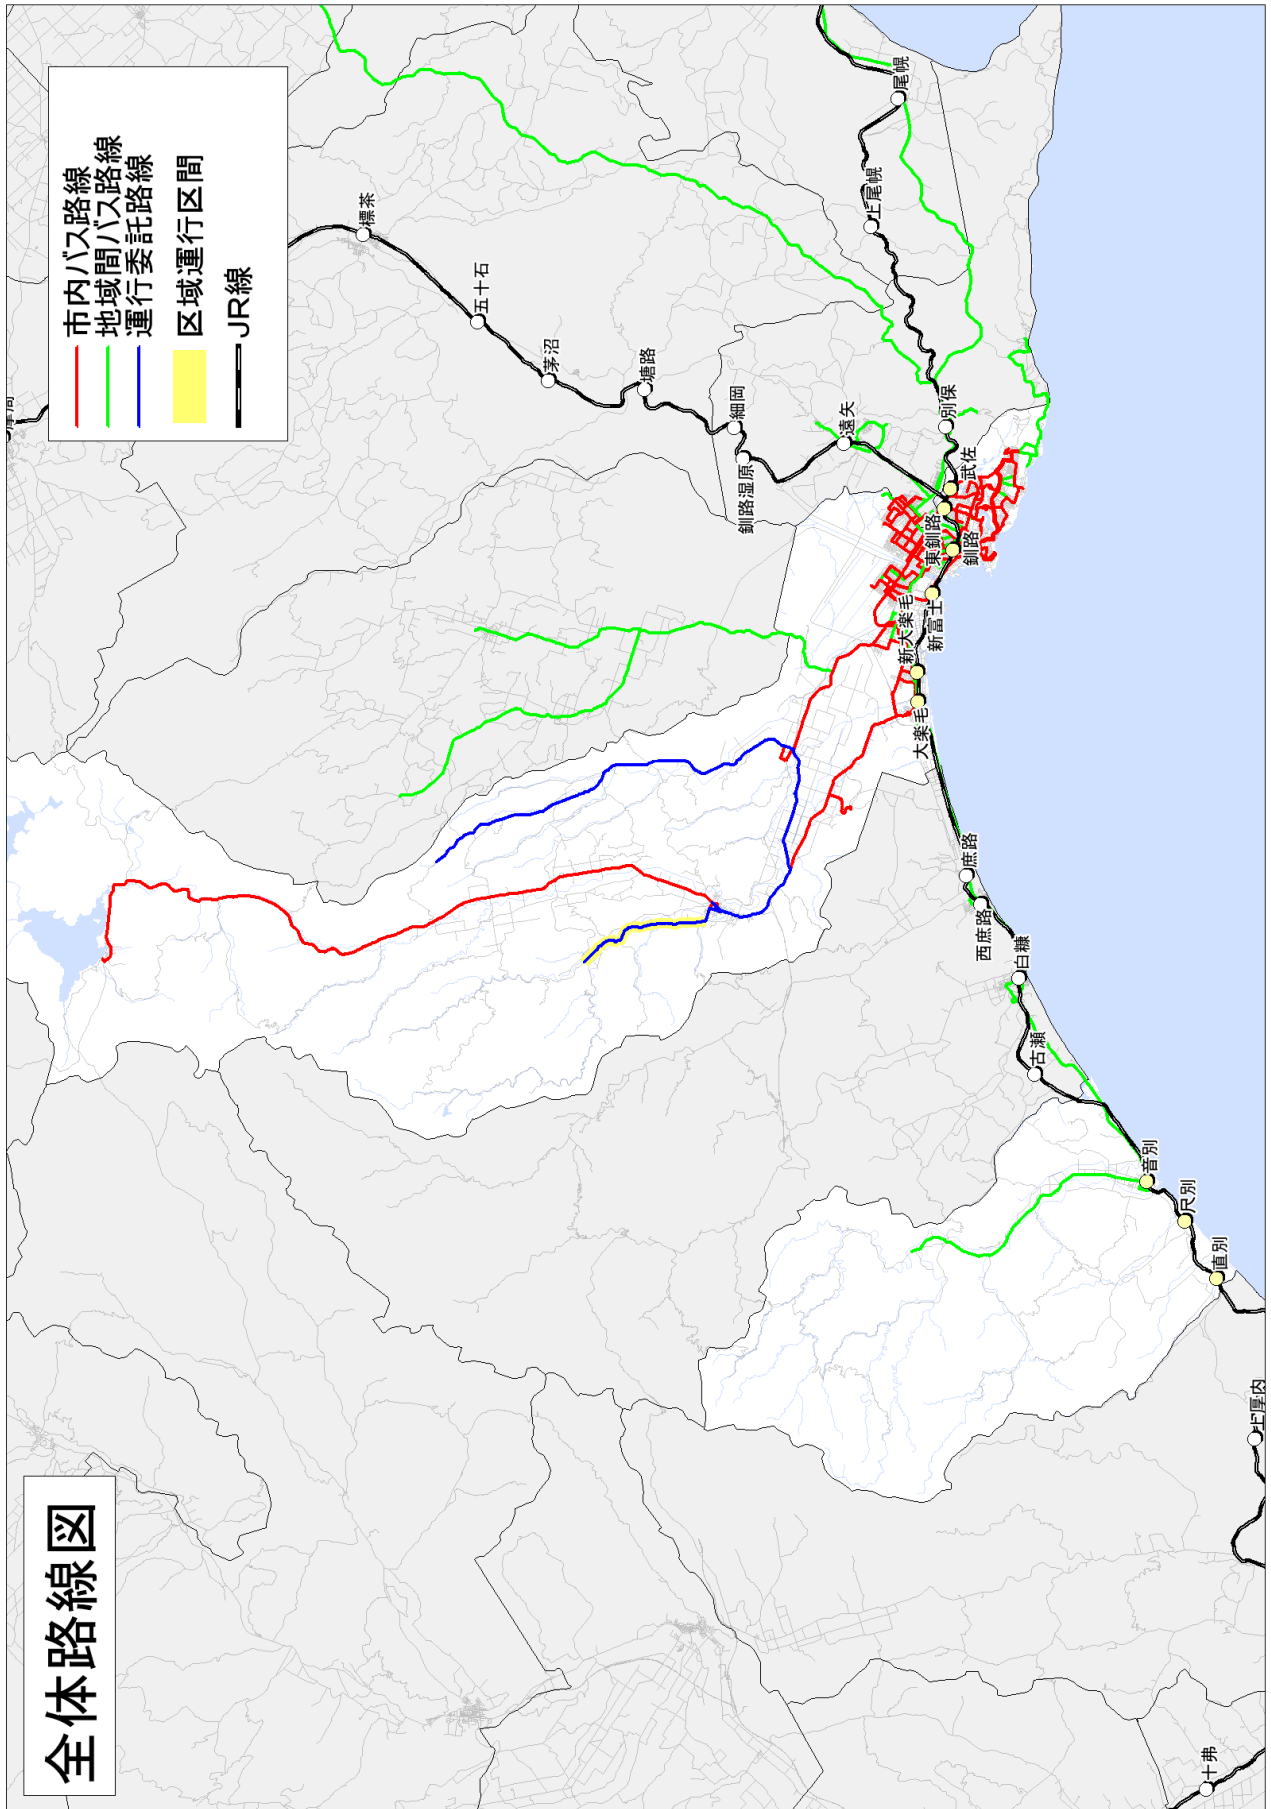 全体路線図
市内バス路線
地域間バス路線
運行委託路線
区域運行区間
JR線
標茶
五十石
茅沼
塘路
細岡
釧路湿原
遠矢
尾幌
上尾幌
別保
武佐
東釧路
釧路
新富士
新大楽毛
大楽毛
庶路
西庶路
白糠
古瀬
音別
尺別
直別
上厚内
十弗